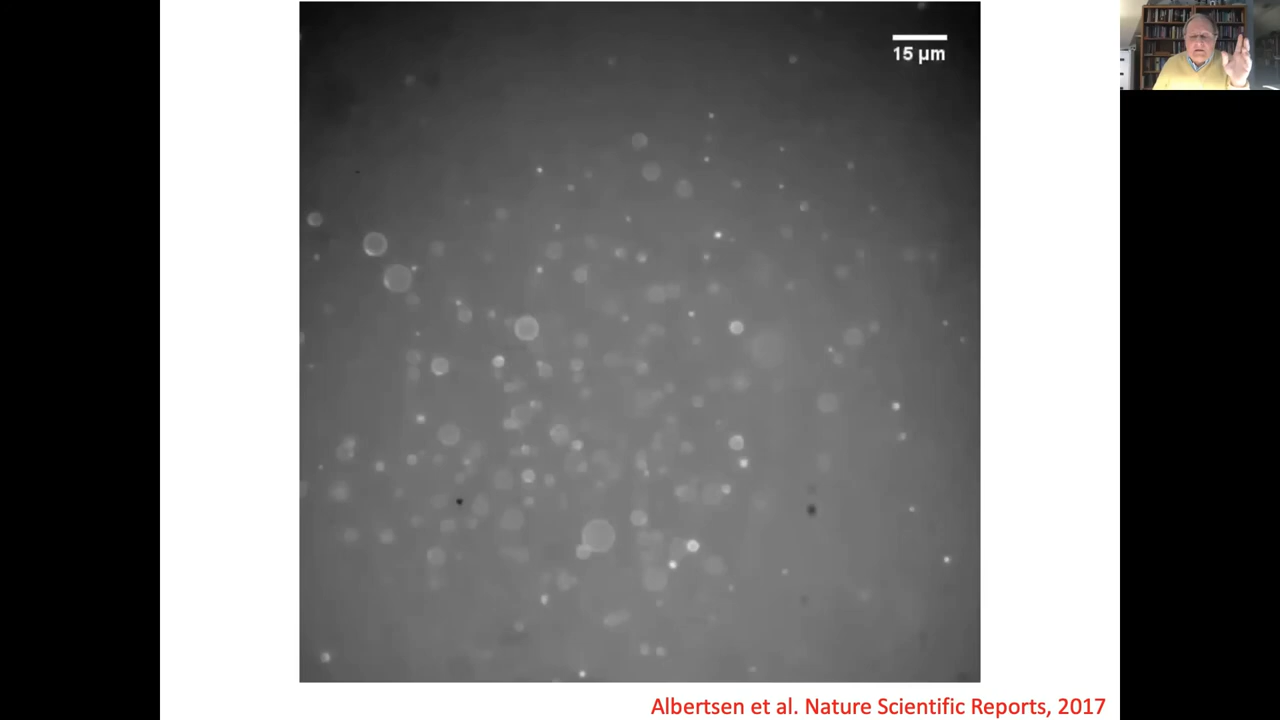 15 μm
Albertsen et al. Nature Scientific Reports, 2017